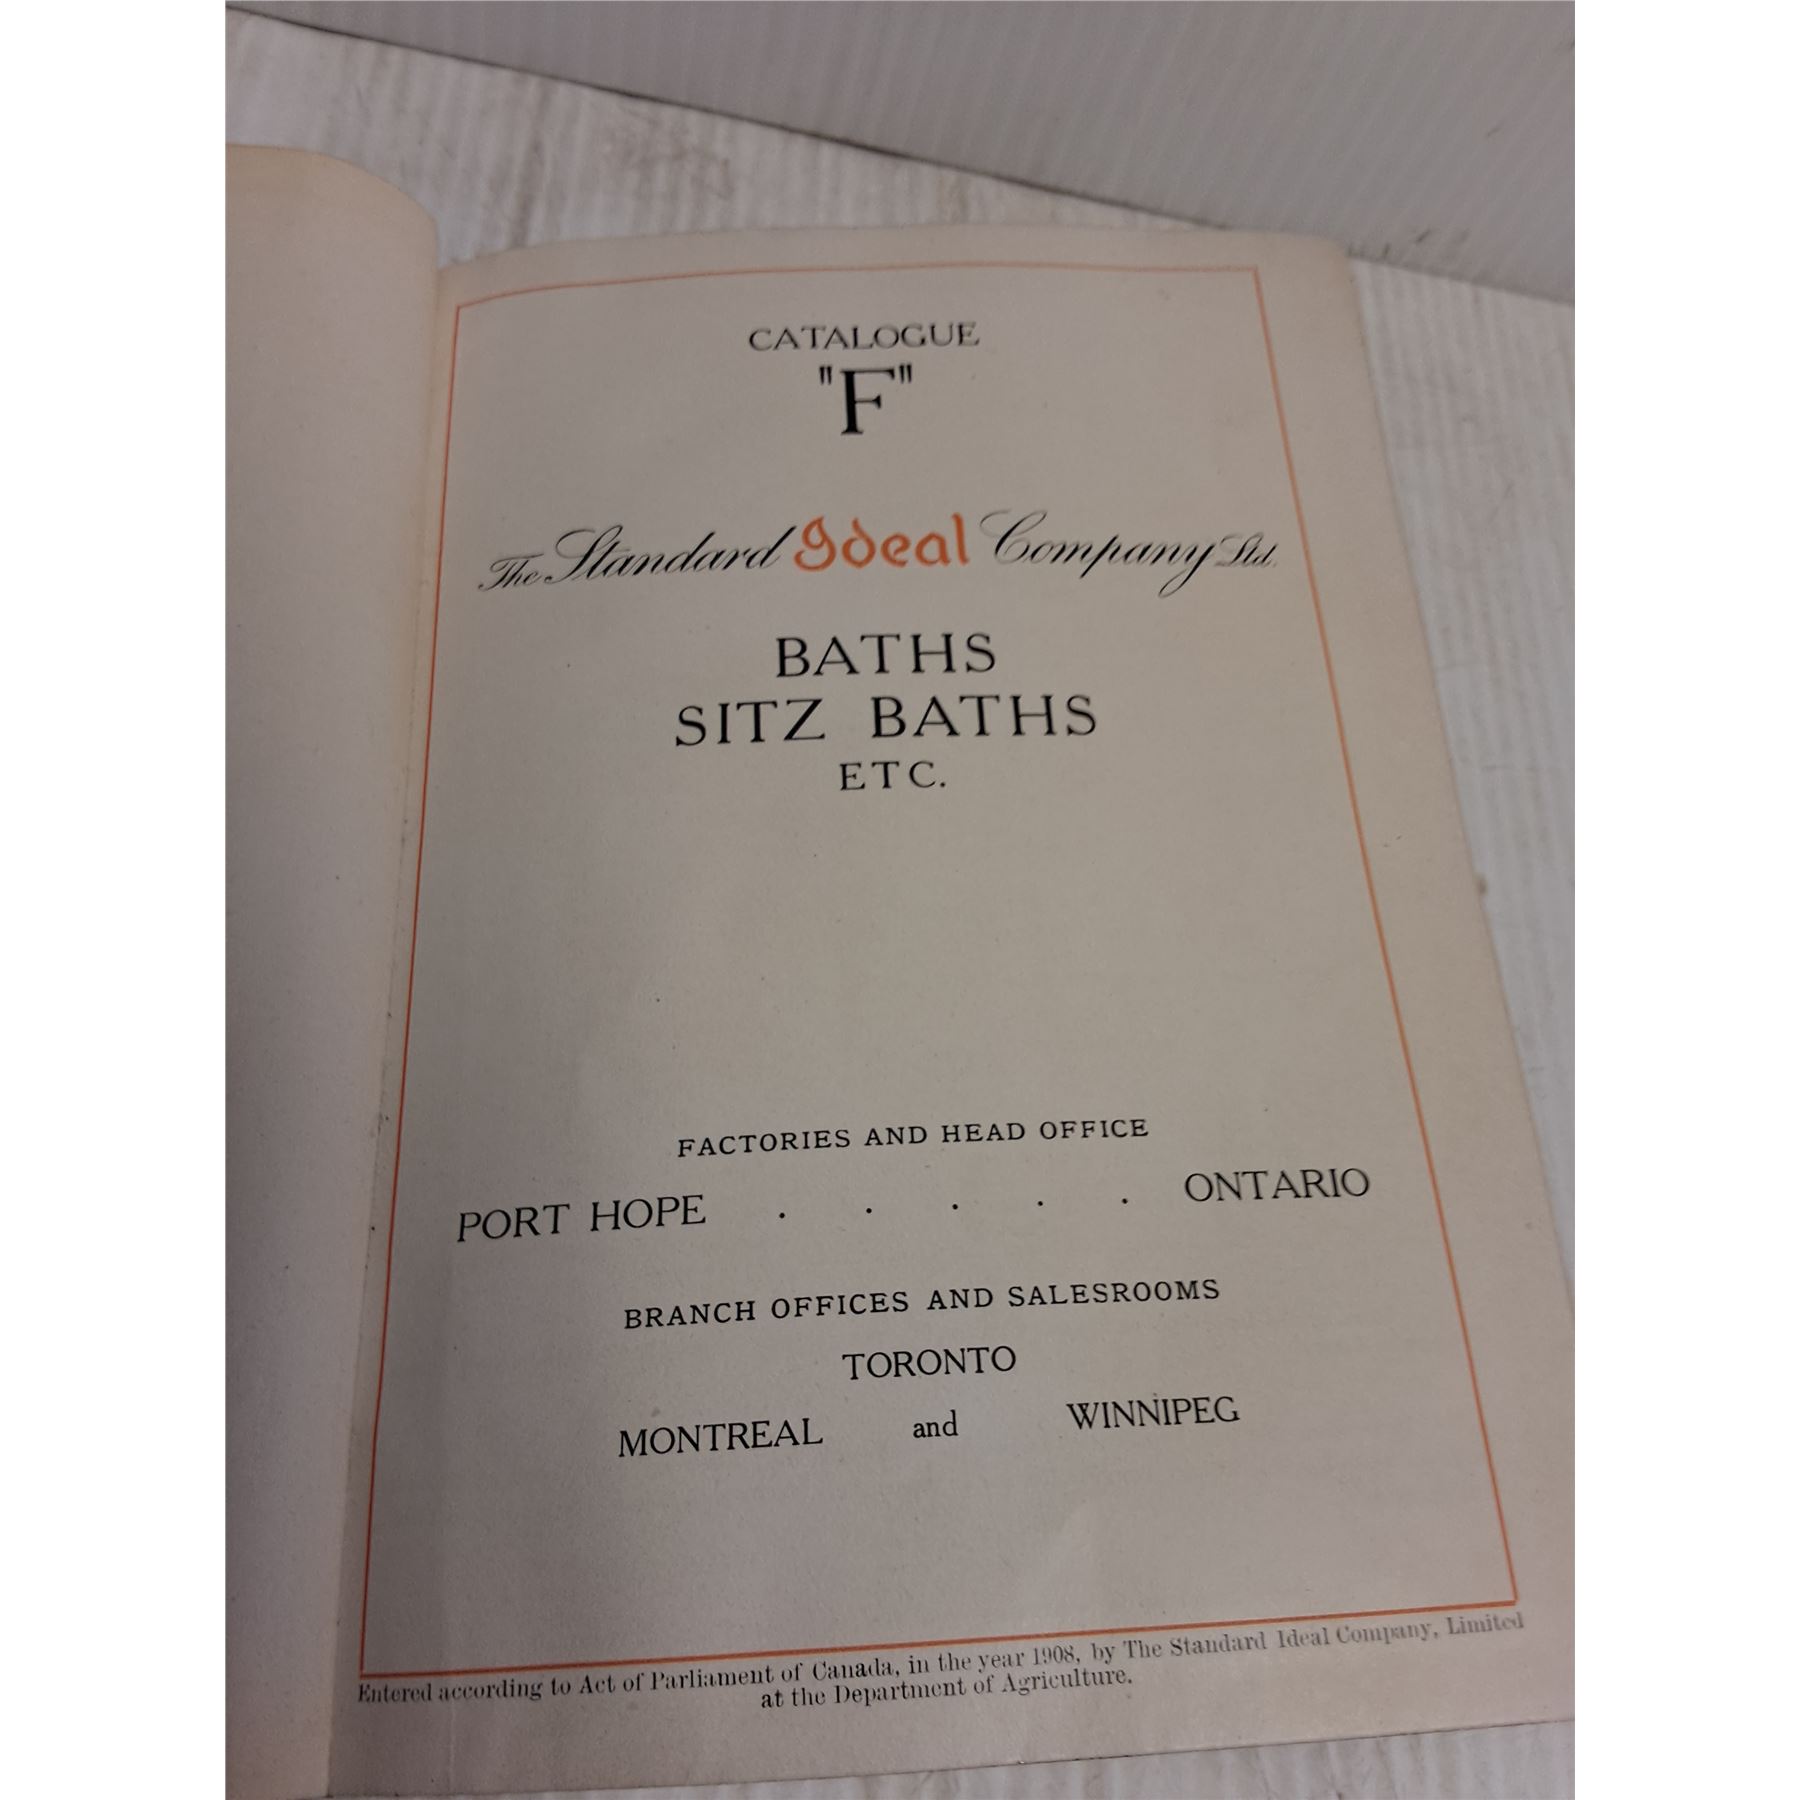 CATALOGUE
"F"
The Standard Ideal Company Ltd.
BATHS
SITZ BATHS
ETC.
FACTORIES AND HEAD OFFICE
PORT HOPE . . . . . ONTARIO
BRANCH OFFICES AND SALESROOMS
TORONTO
MONTREAL and WINNIPEG
Entered according to Act of Parliament of Canada, in the year 1908, by The Standard Ideal Company, Limited
at the Department of Agriculture.